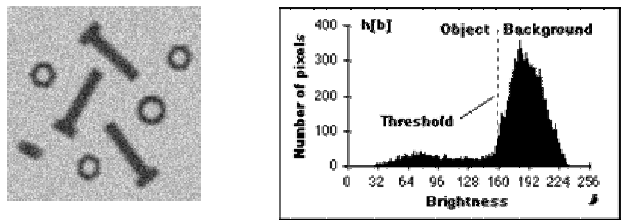 400
h[b]
Object
Background
300
200
Threshold
100
0
0 32 64 96 128 160 192 224 256
Brightness
Number of pixels